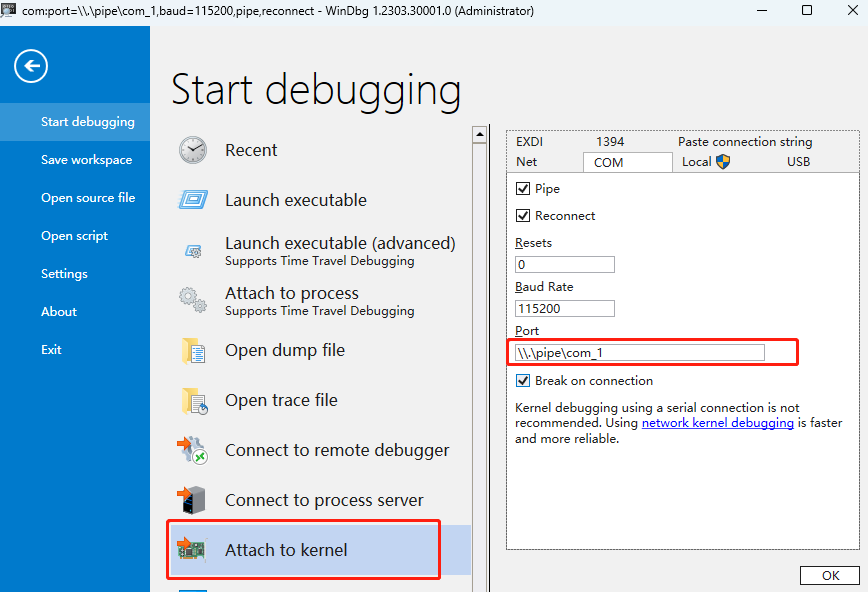 com:port=\\.\pipe\com_1,baud=115200,pipe,reconnect - WinDbg 1.2303.30001.0 (Administrator)
Start debugging
Save workspace
Open source file
Open script
Settings
About
Exit
Start debugging
Recent
Launch executable
Launch executable (advanced)
Supports Time Travel Debugging
Attach to process
Supports Time Travel Debugging
Open dump file
Open trace file
Connect to remote debugger
Connect to process server
Attach to kernel
EXDI 1394 Paste connection string
Net COM Local USB
Pipe
Reconnect
Resets
0
Baud Rate
115200
Port
\\.\pipe\com_1
Break on connection
Kernel debugging using a serial connection is not
recommended. Using network kernel debugging is faster
and more reliable.
OK